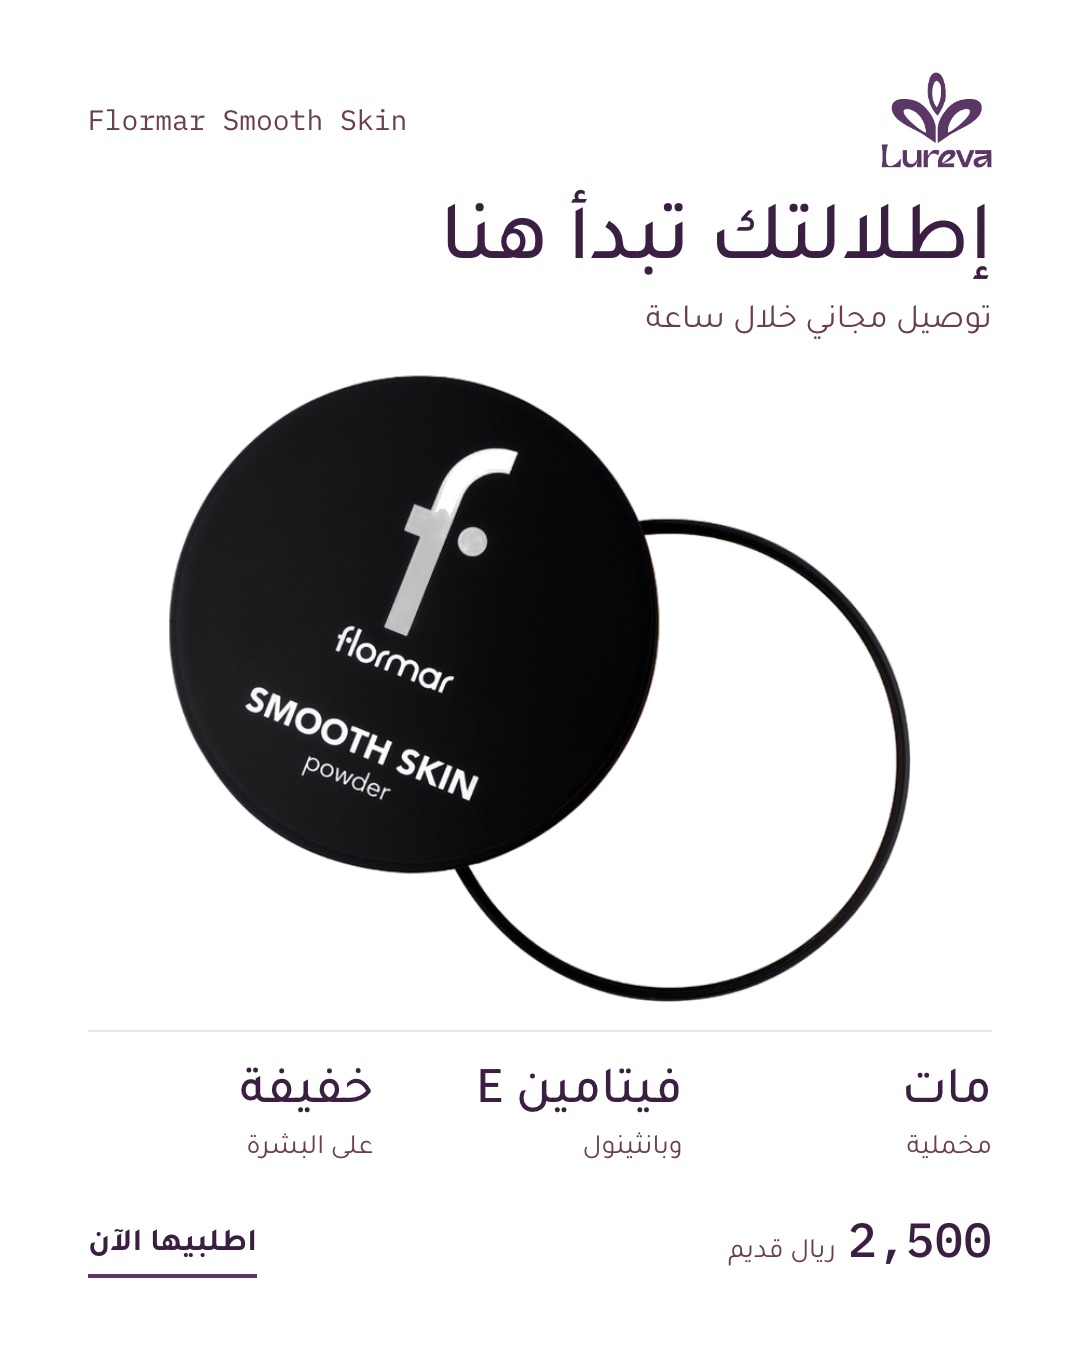 Flormar Smooth Skin
Lureva
إطلالتك تبدأ هنا
توصيل مجاني خلال ساعة
f
flormar
SMOOTH SKIN
powder
مات
مخملية
فيتامين E
وبانثينول
خفيفة
على البشرة
2,500 ريال قديم
اطلبيها الآن